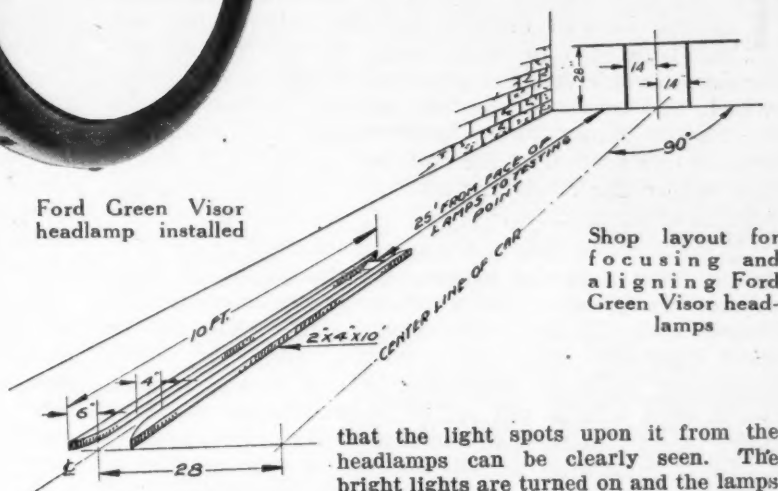 28"
14"
14"
90°
Ford Green Visor
headlamp installed
25' FROM FACE OF
LAMPS TO TESTING
POINT
Shop layout for
focusing and
aligning Ford
Green Visor head-
lamps
CENTER LINE OF CAR
10 FT.
2"x4"x10'
4"
6"
28
that the light spots upon it from the
headlamps can be clearly seen. The
bright lights are turned on and the lamps